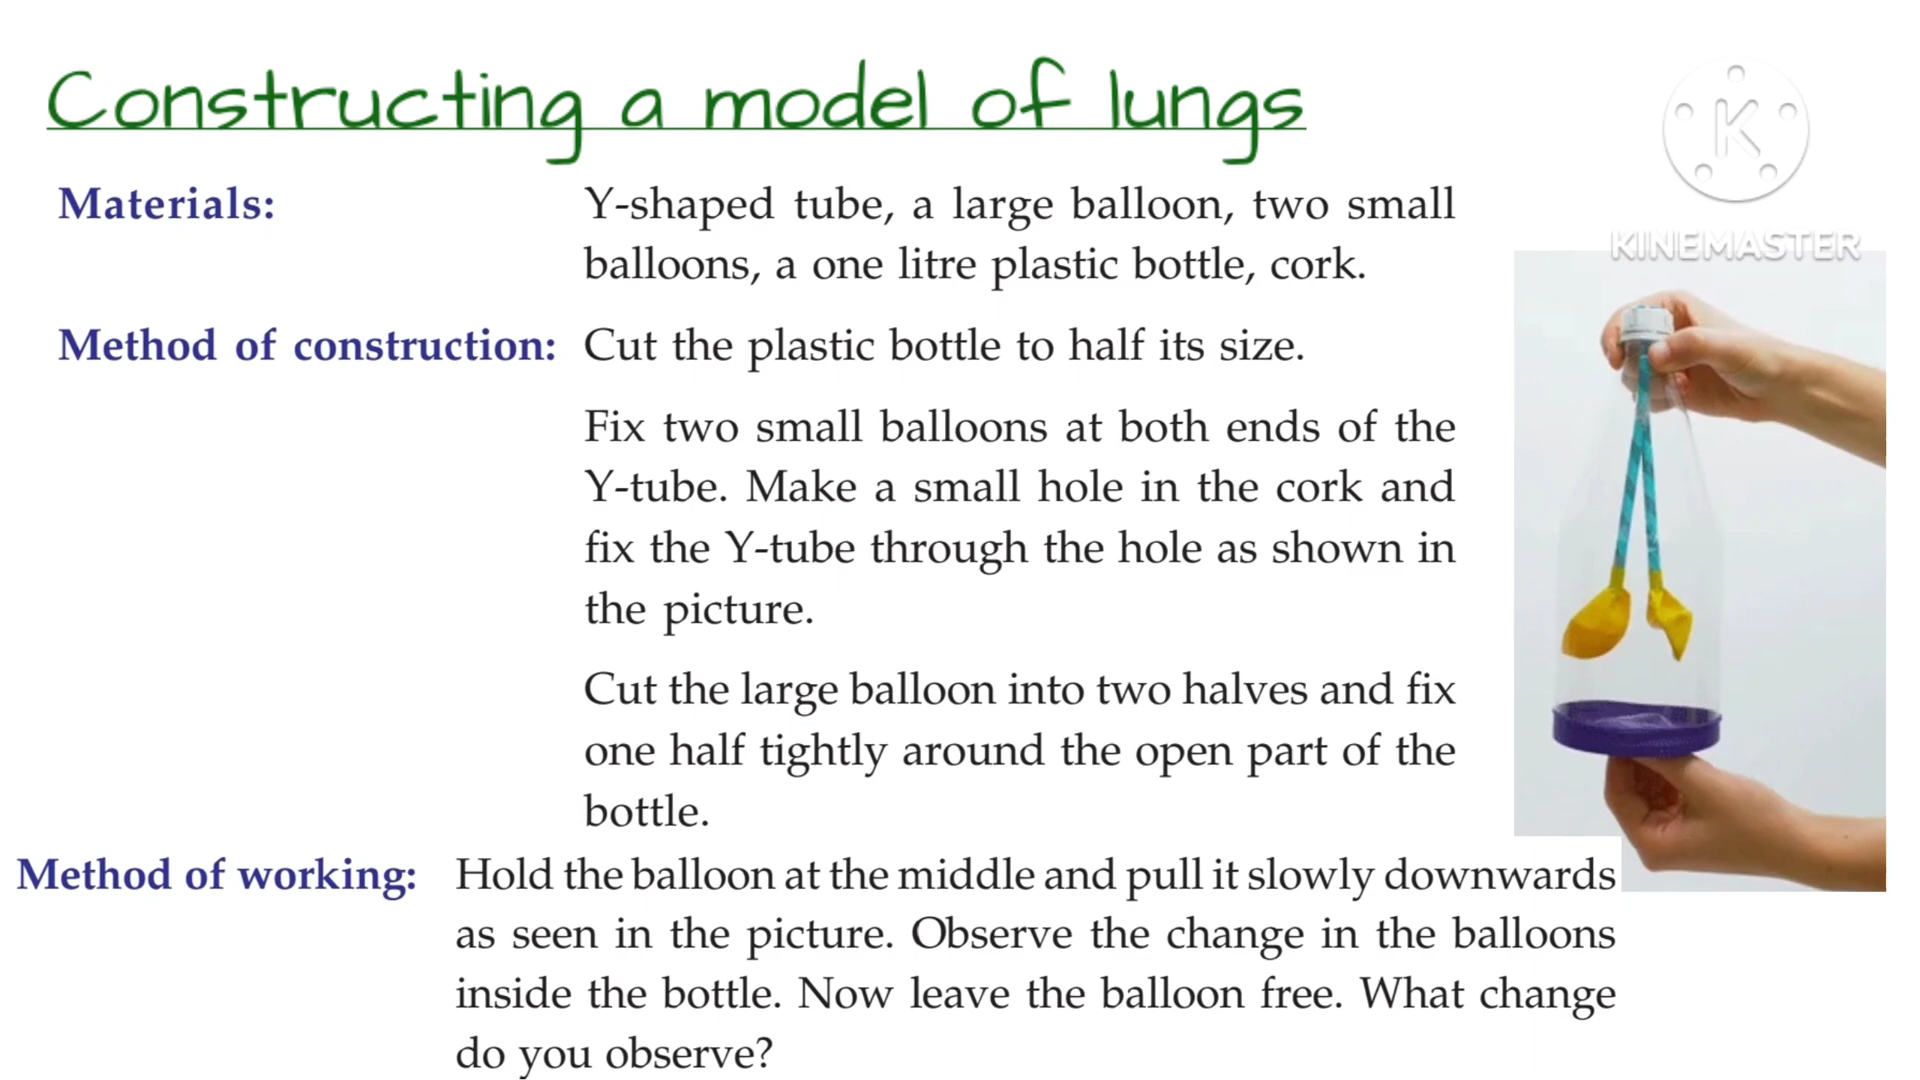 Constructing a model of lungs
K
KINEMASTER
Materials: Y-shaped tube, a large balloon, two small
balloons, a one litre plastic bottle, cork.
Method of construction: Cut the plastic bottle to half its size.
Fix two small balloons at both ends of the
Y-tube. Make a small hole in the cork and
fix the Y-tube through the hole as shown in
the picture.
Cut the large balloon into two halves and fix
one half tightly around the open part of the
bottle.
Method of working: Hold the balloon at the middle and pull it slowly downwards
as seen in the picture. Observe the change in the balloons
inside the bottle. Now leave the balloon free. What change
do you observe?